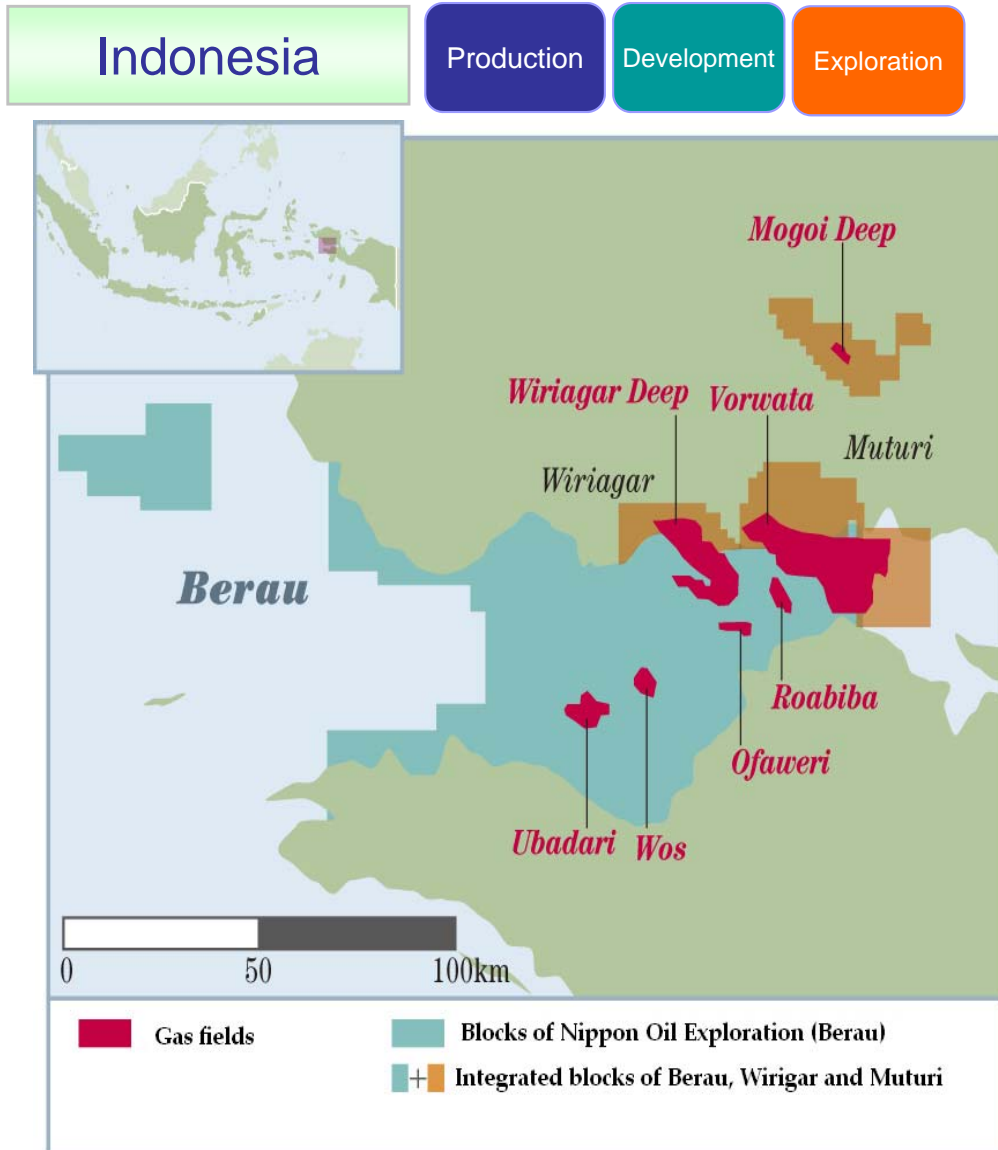 Indonesia
Production
Development
Exploration
Mogoi Deep
Wiriagar Deep
Vorwata
Muturi
Wiriagar
Berau
Roabiba
Ofaweri
Ubadari
Wos
0 50 100km
Gas fields
Blocks of Nippon Oil Exploration (Berau)
+ Integrated blocks of Berau, Wirigar and Muturi